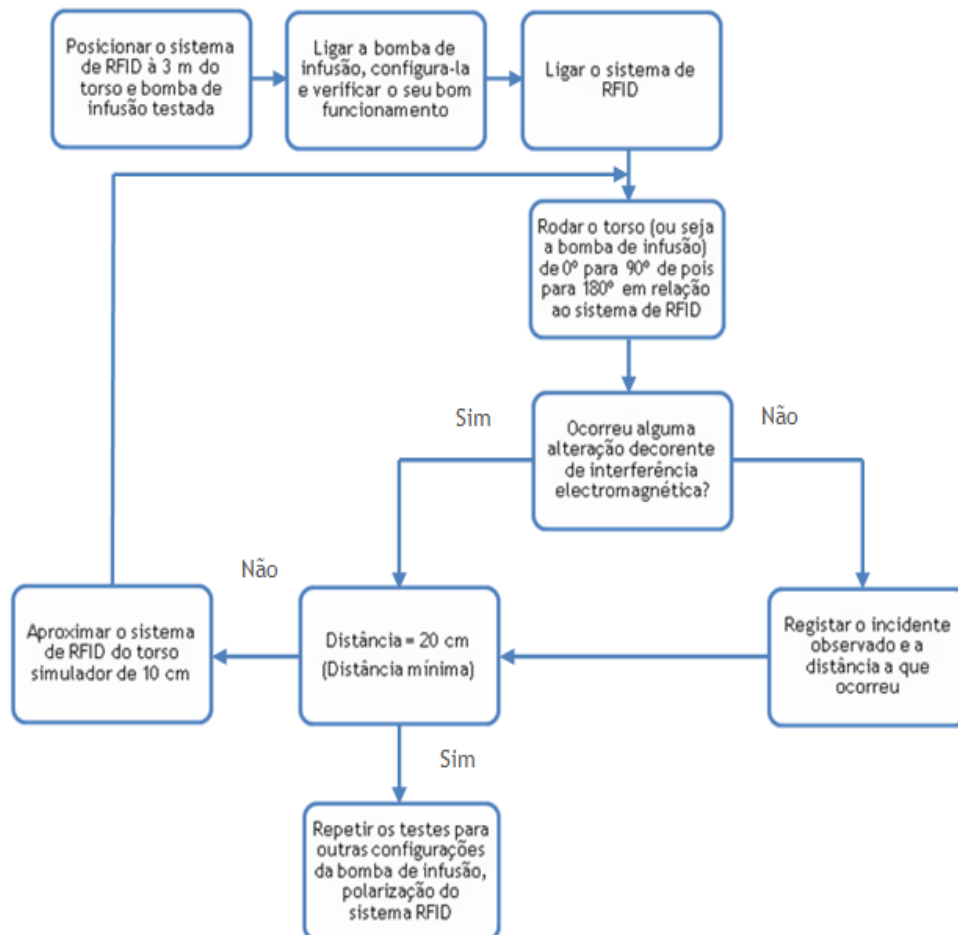 Posicionar o sistema
de RFID à 3 m do
torso e bomba de
infusão testada
Ligar a bomba de
infusão, configura-la
e verificar o seu bom
funcionamento
Ligar o sistema de
RFID
Rodar o torso (ou seja
a bomba de infusão)
de 0º para 90º de pois
para 180º em relação
ao sistema de RFID
Sim
Ocorreu alguma
alteração decorente
de interferência
electromagnética?
Não
Não
Aproximar o sistema
de RFID do torso
simulador de 10 cm
Distância = 20 cm
(Distância mínima)
Registar o incidente
observado e a
distância a que
ocorreu
Sim
Repetir os testes para
outras configurações
da bomba de infusão,
polarização do
sistema RFID